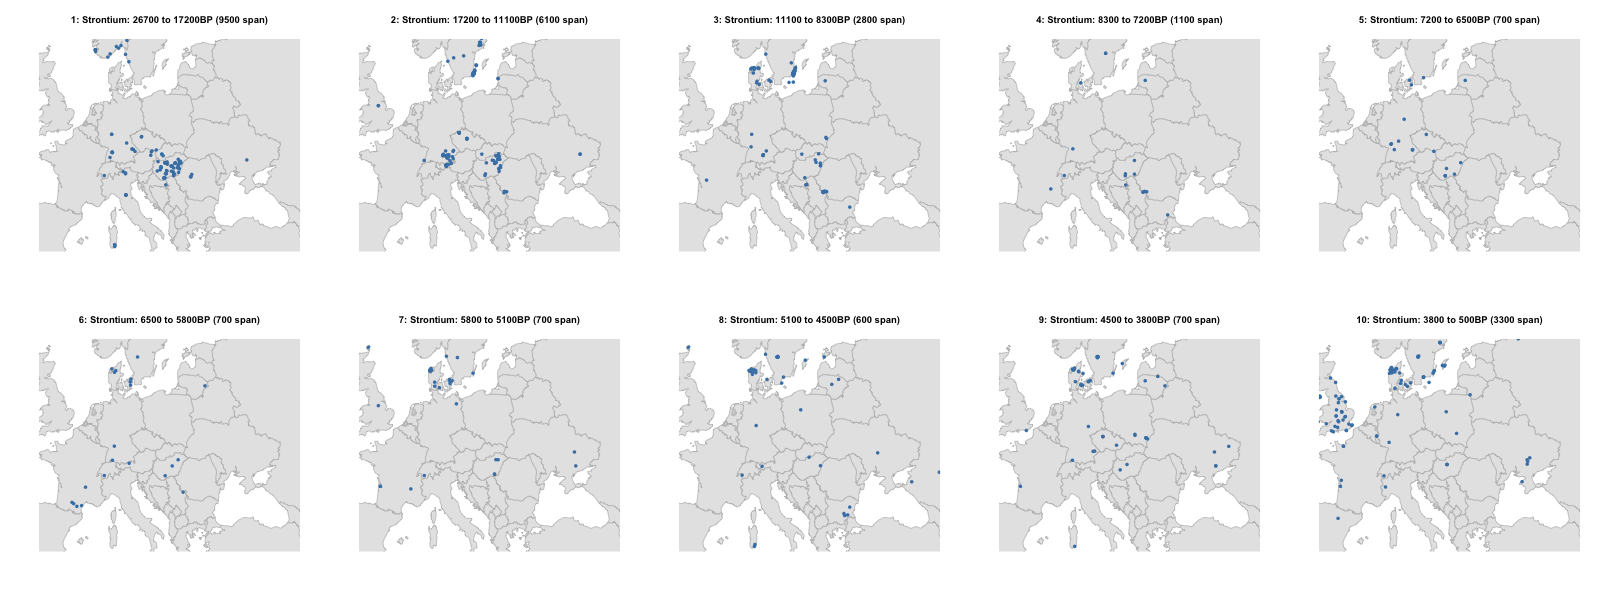 1: Strontium: 26700 to 17200BP (9500 span)
2: Strontium: 17200 to 11100BP (6100 span)
3: Strontium: 11100 to 8300BP (2800 span)
4: Strontium: 8300 to 7200BP (1100 span)
5: Strontium: 7200 to 6500BP (700 span)
6: Strontium: 6500 to 5800BP (700 span)
7: Strontium: 5800 to 5100BP (700 span)
8: Strontium: 5100 to 4500BP (600 span)
9: Strontium: 4500 to 3800BP (700 span)
10: Strontium: 3800 to 500BP (3300 span)